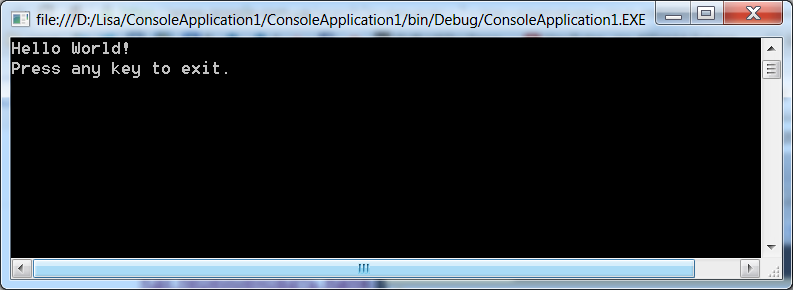 file:///D:/Lisa/ConsoleApplication1/ConsoleApplication1/bin/Debug/ConsoleApplication1.EXE
Hello World!
Press any key to exit.